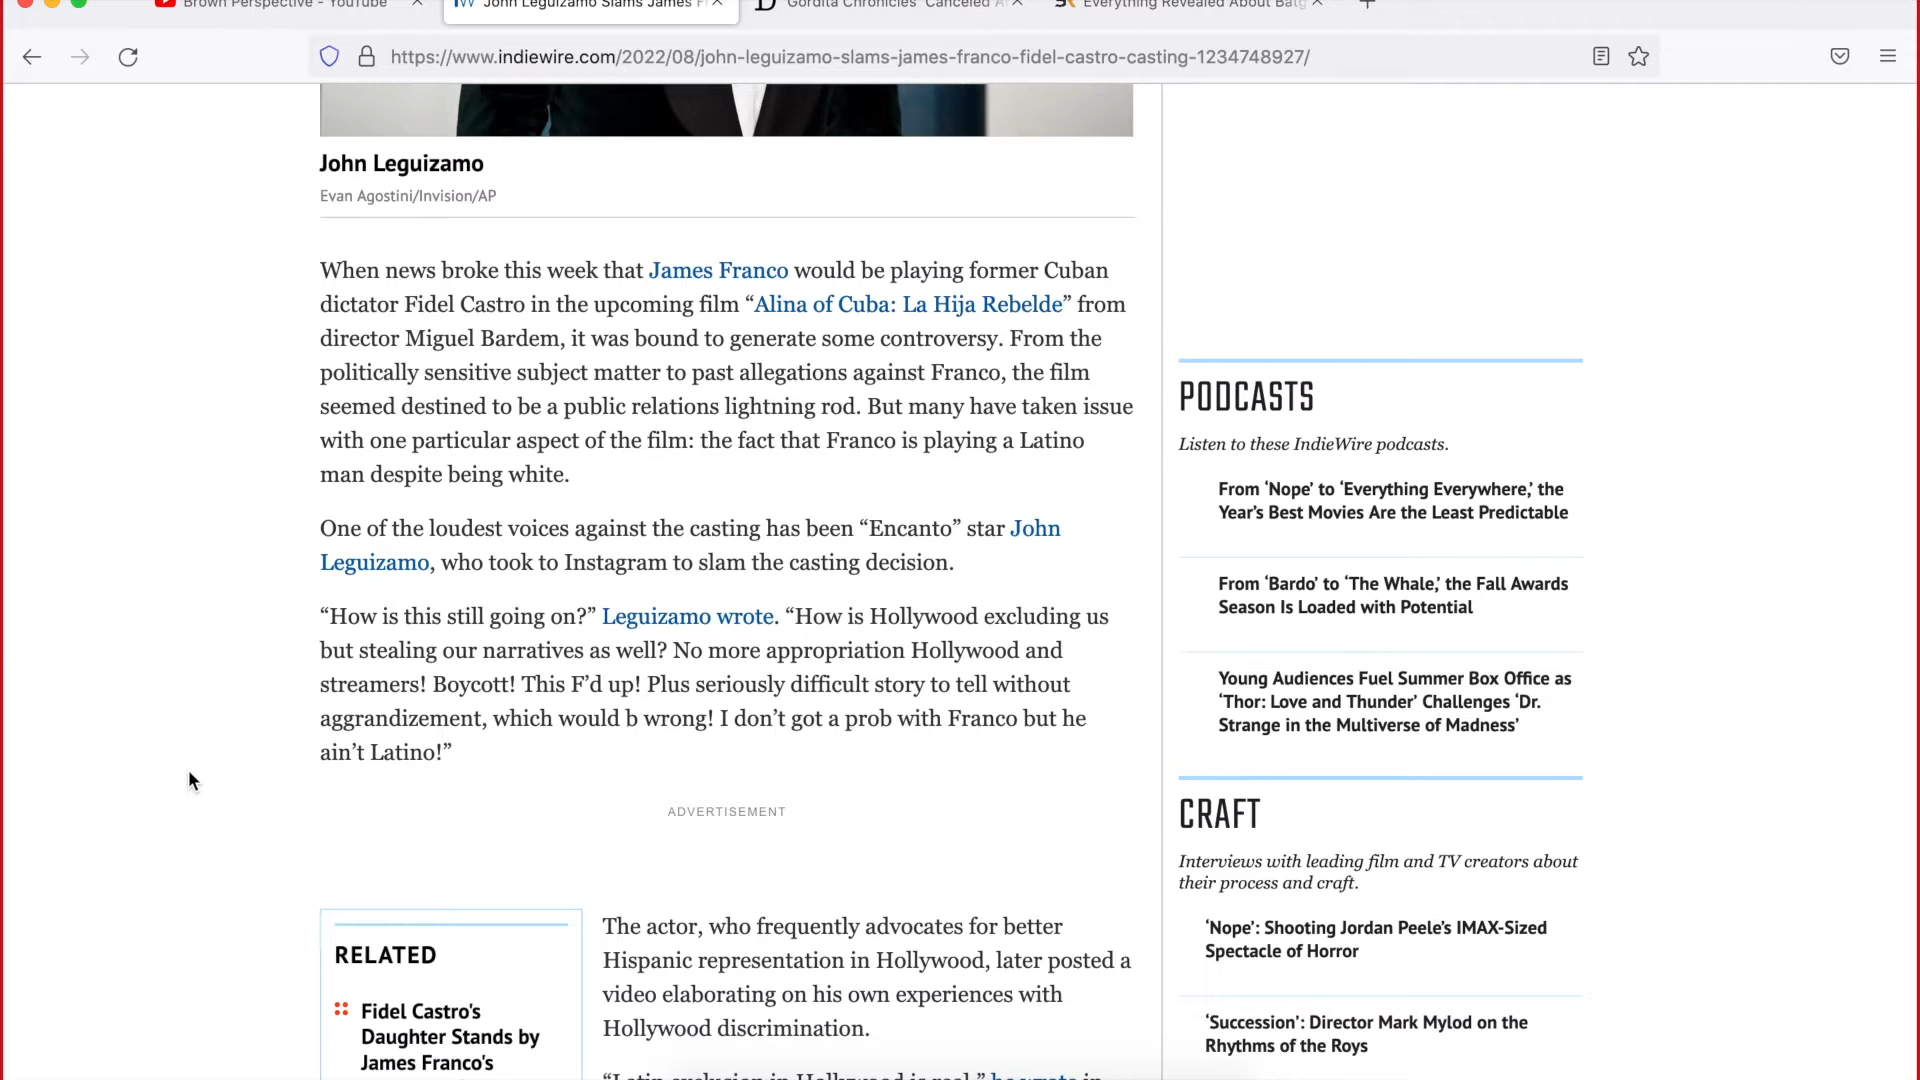 Brown Perspective - YouTube
John Leguizamo Slams James F
'Gordita Chronicles' Canceled A
Everything Revealed About Batg
https://www.indiewire.com/2022/08/john-leguizamo-slams-james-franco-fidel-castro-casting-1234748927/
John Leguizamo
Evan Agostini/Invision/AP
When news broke this week that James Franco would be playing former Cuban
dictator Fidel Castro in the upcoming film “Alina of Cuba: La Hija Rebelde” from
director Miguel Bardem, it was bound to generate some controversy. From the
politically sensitive subject matter to past allegations against Franco, the film
seemed destined to be a public relations lightning rod. But many have taken issue
with one particular aspect of the film: the fact that Franco is playing a Latino
man despite being white.
One of the loudest voices against the casting has been “Encanto” star John
Leguizamo, who took to Instagram to slam the casting decision.
“How is this still going on?” Leguizamo wrote. “How is Hollywood excluding us
but stealing our narratives as well? No more appropriation Hollywood and
streamers! Boycott! This F’d up! Plus seriously difficult story to tell without
aggrandizement, which would b wrong! I don’t got a prob with Franco but he
ain’t Latino!”
ADVERTISEMENT
RELATED
Fidel Castro's
Daughter Stands by
James Franco's
The actor, who frequently advocates for better
Hispanic representation in Hollywood, later posted a
video elaborating on his own experiences with
Hollywood discrimination.
“Latin exclusion in Hollywood is real,” he wrote in
PODCASTS
Listen to these IndieWire podcasts.
From ‘Nope’ to ‘Everything Everywhere,’ the
Year’s Best Movies Are the Least Predictable
From ‘Bardo’ to ‘The Whale,’ the Fall Awards
Season Is Loaded with Potential
Young Audiences Fuel Summer Box Office as
‘Thor: Love and Thunder’ Challenges ‘Dr.
Strange in the Multiverse of Madness’
CRAFT
Interviews with leading film and TV creators about
their process and craft.
‘Nope’: Shooting Jordan Peele’s IMAX-Sized
Spectacle of Horror
‘Succession’: Director Mark Mylod on the
Rhythms of the Roys